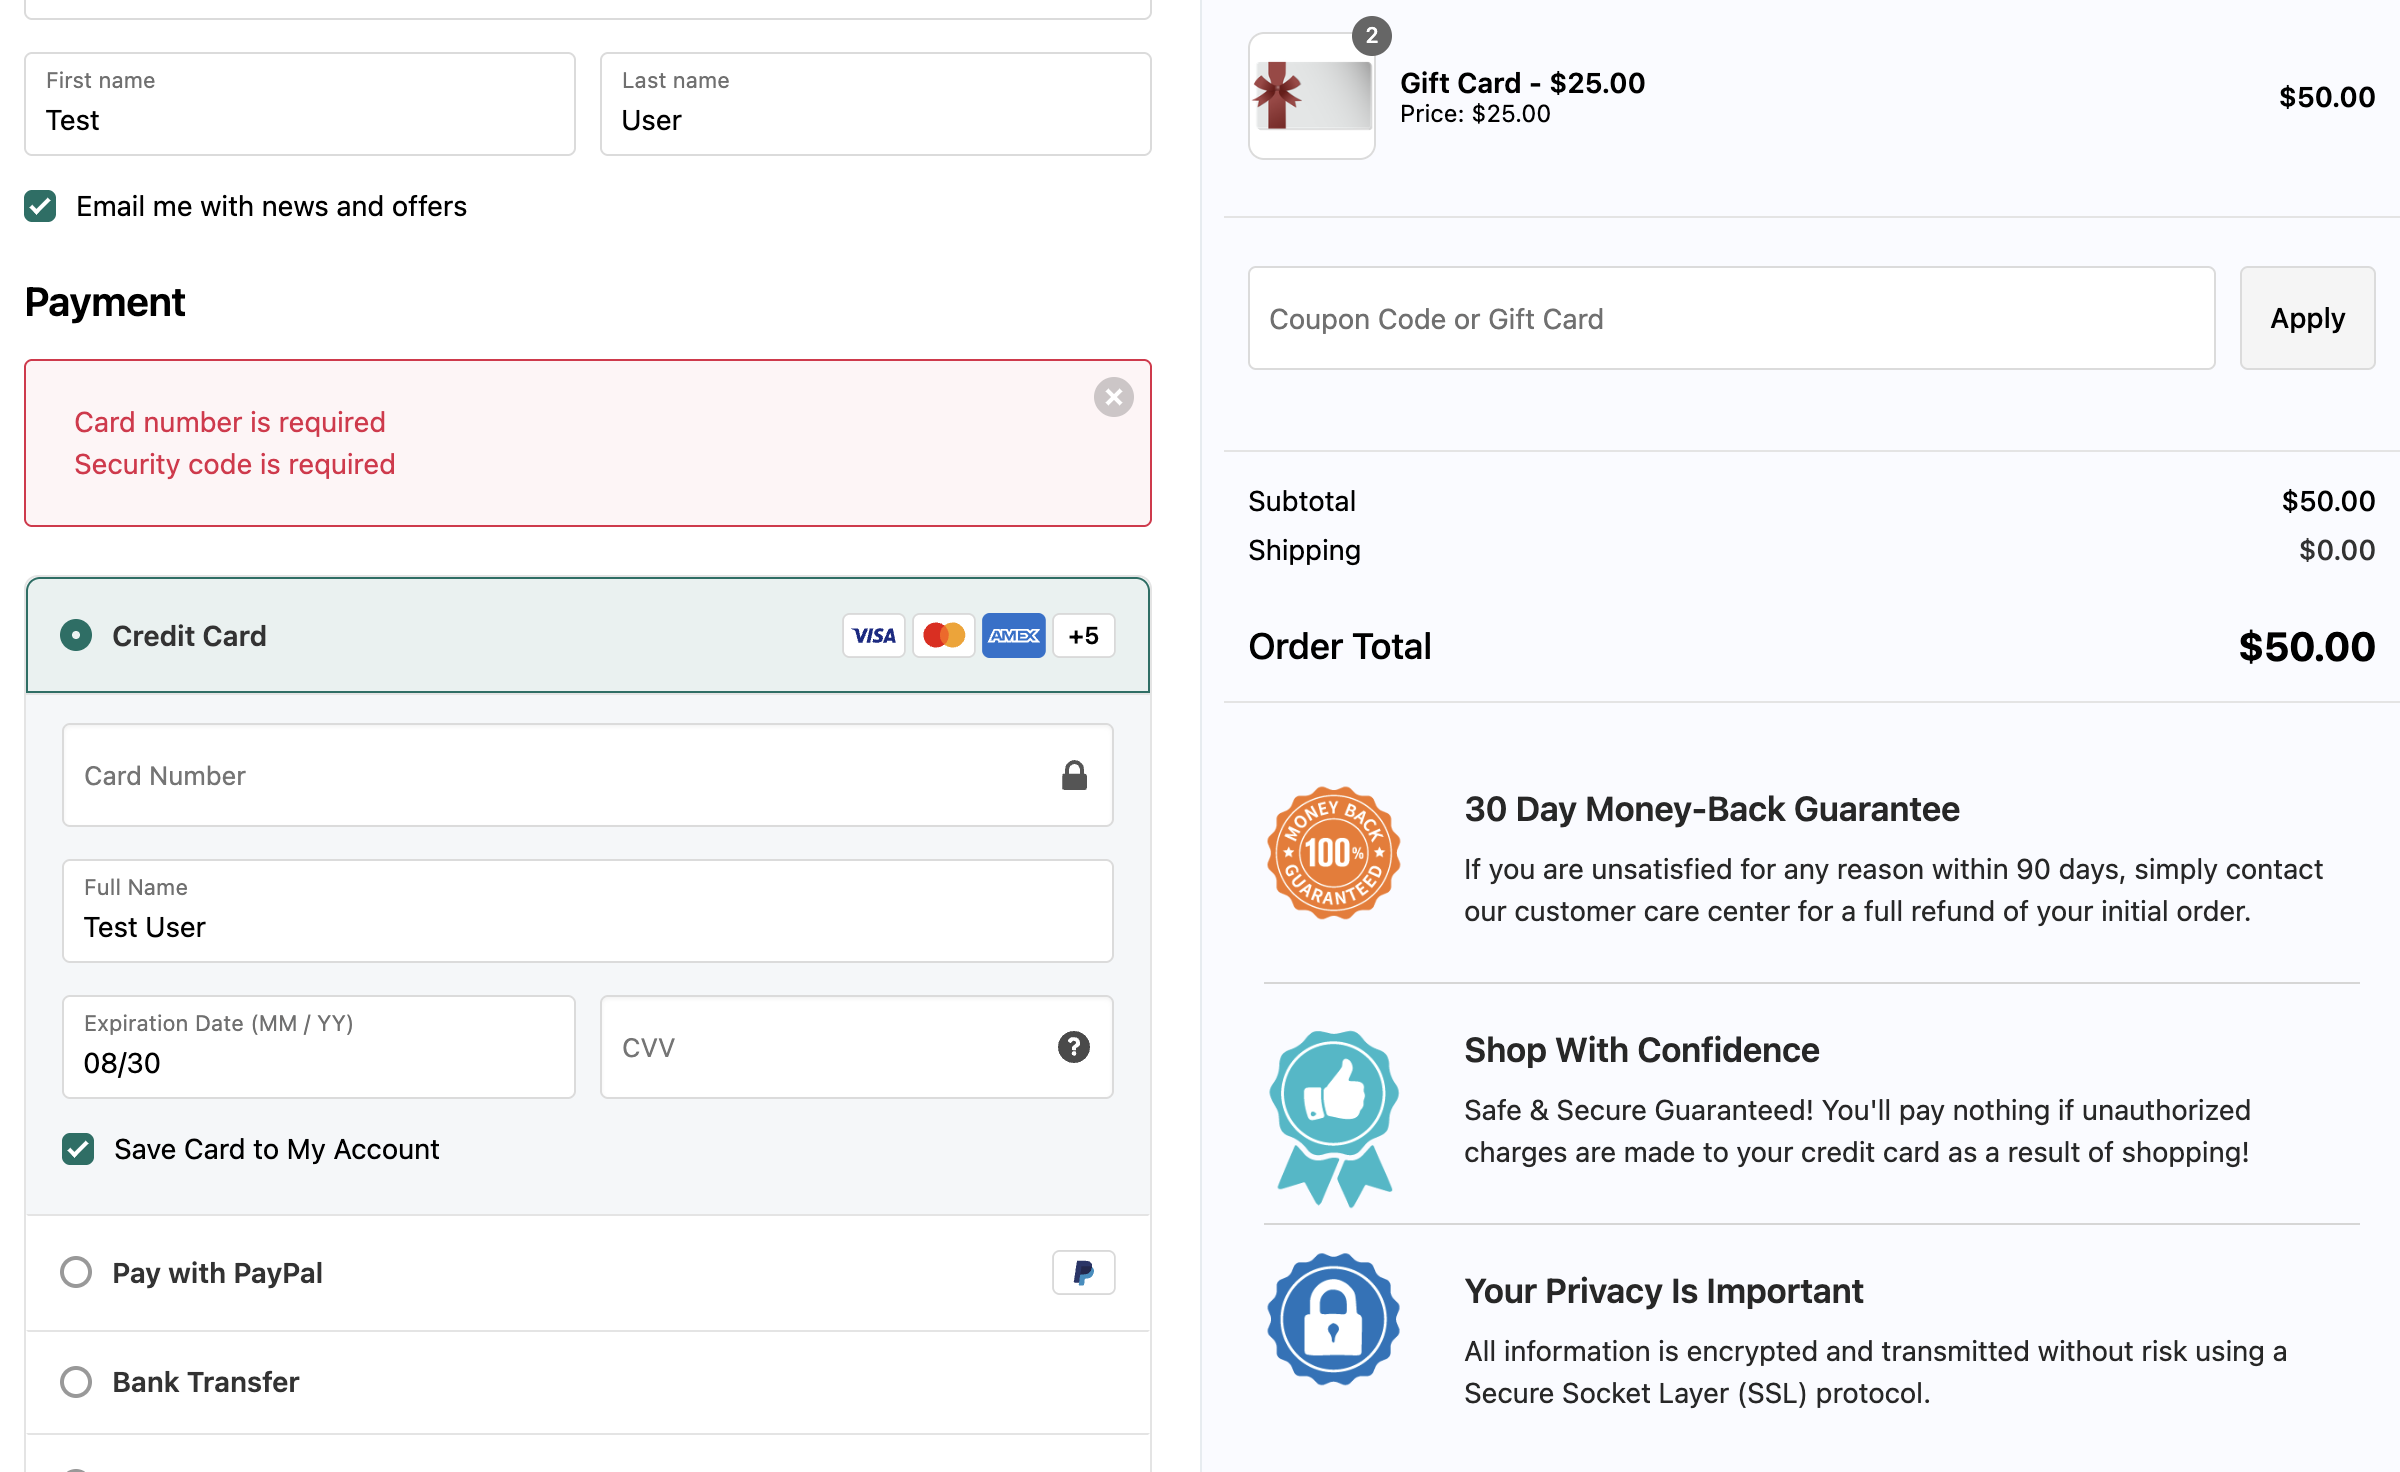 First name
Test
Last name
User
Email me with news and offers
Payment
Card number is required
Security code is required
Credit Card
VISA
AMEX
+5
Card Number
Full Name
Test User
Expiration Date (MM / YY)
08/30
CVV
?
Save Card to My Account
Pay with PayPal
Bank Transfer
2
Gift Card - $25.00
Price: $25.00
$50.00
Coupon Code or Gift Card
Apply
Subtotal
$50.00
Shipping
$0.00
Order Total
$50.00
MONEY BACK
100%
GUARANTEED
30 Day Money-Back Guarantee
If you are unsatisfied for any reason within 90 days, simply contact
our customer care center for a full refund of your initial order.
Shop With Confidence
Safe & Secure Guaranteed! You'll pay nothing if unauthorized
charges are made to your credit card as a result of shopping!
Your Privacy Is Important
All information is encrypted and transmitted without risk using a
Secure Socket Layer (SSL) protocol.